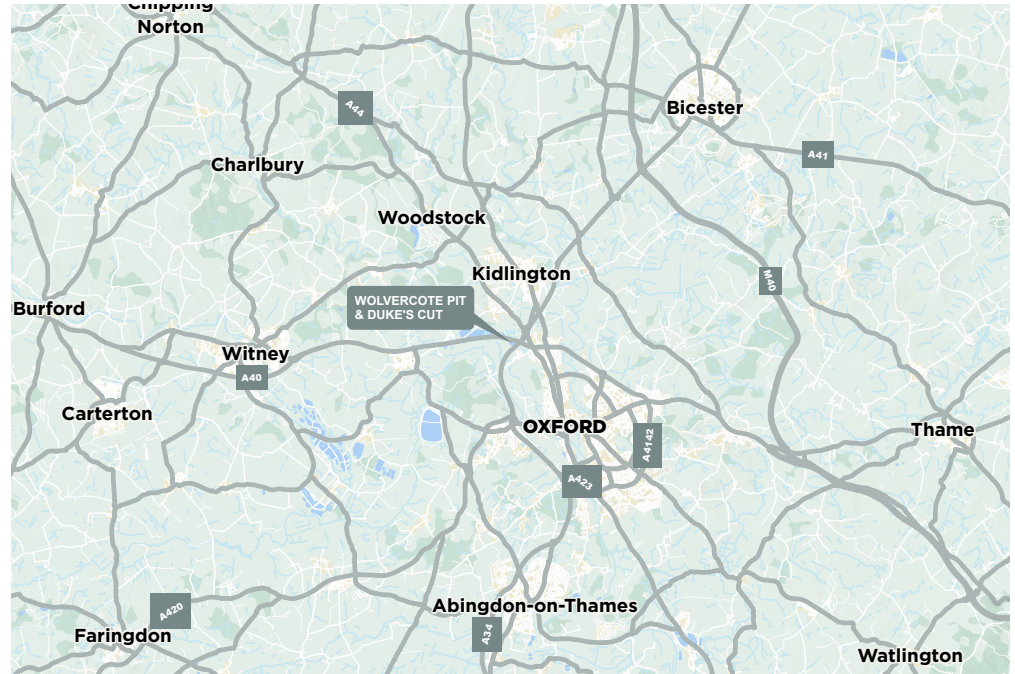 Chipping
Norton
A44
Bicester
A41
Charlbury
Woodstock
Kidlington
M40
WOLVERCOTE PIT
& DUKE'S CUT
Burford
Witney
A40
Carterton
OXFORD
A4142
Thame
A423
A420
Abingdon-on-Thames
A34
Faringdon
Watlington